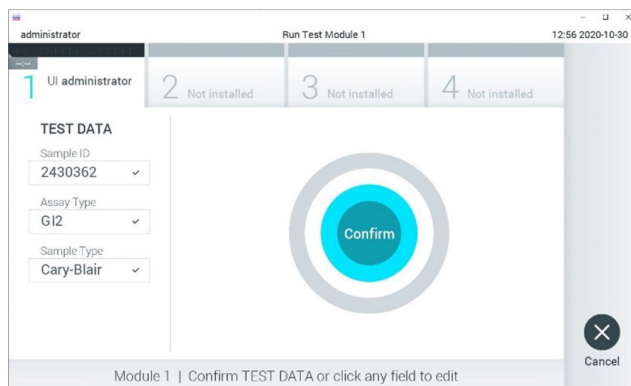 administrator Run Test Module 1 12:56 2020-10-30
--:--
1 UI administrator
2 Not installed
3 Not installed
4 Not installed
TEST DATA
Sample ID
2430362
Assay Type
GI2
Sample Type
Cary-Blair
Confirm
Cancel
Module 1 | Confirm TEST DATA or click any field to edit